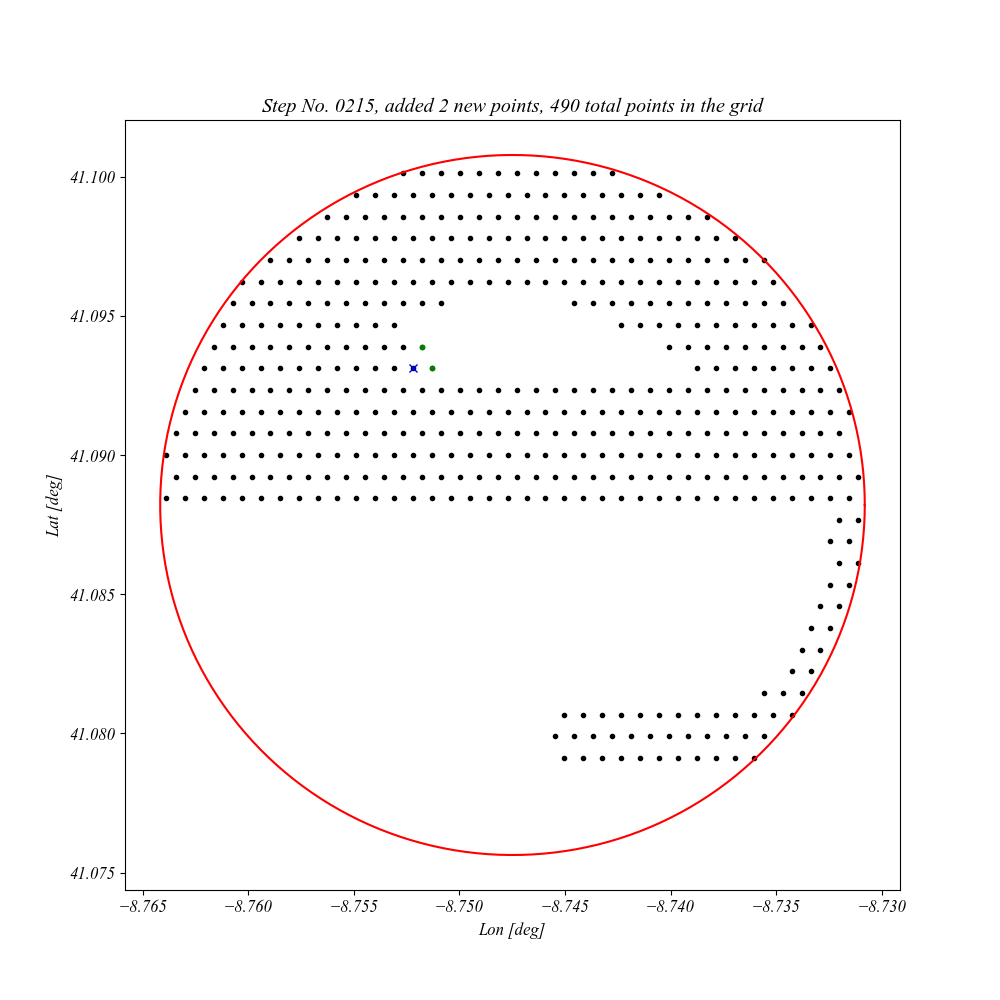 Step No. 0215, added 2 new points, 490 total points in the grid
41.100
41.095
41.090
41.085
41.080
41.075
Lat [deg]
−8.765 −8.760 −8.755 −8.750 −8.745 −8.740 −8.735 −8.730
Lon [deg]